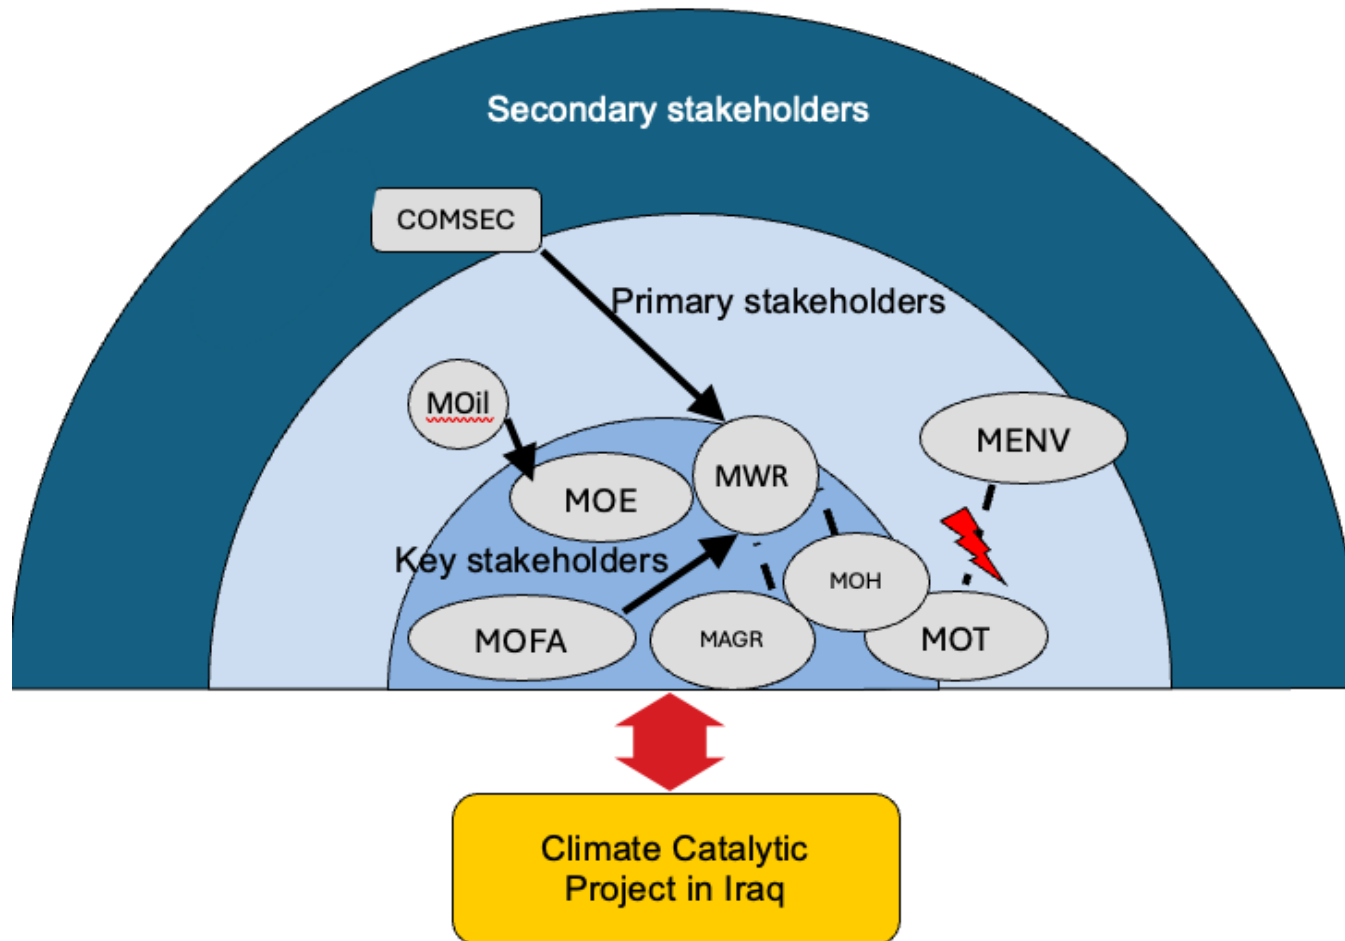 Secondary stakeholders
COMSEC
Primary stakeholders
MOil
MENV
MWR
MOE
Key stakeholders
MOH
MOFA
MAGR
MOT
Climate Catalytic
Project in Iraq